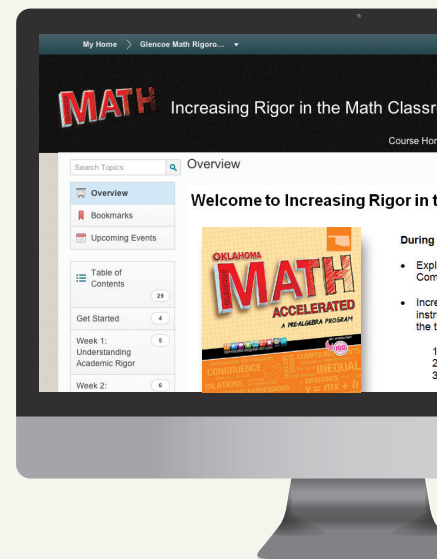 My Home > Glencoe Math Rigoro... ▼
MATH Increasing Rigor in the Math Classr
Course Hor
Search Topics
Overview
Overview
Bookmarks
Upcoming Events
Table of
Contents
29
Get Started 4
Week 1: 5
Understanding
Academic Rigor
Week 2: 6
Welcome to Increasing Rigor in t
OKLAHOMA
MATH
ACCELERATED
A PRE-ALGEBRA PROGRAM
CONGRUENCE
INEQUAL
DILATIONS
INFERENCE
y = mx + b
During
• Expl
Com
• Incre
instr
the t
1
2
3